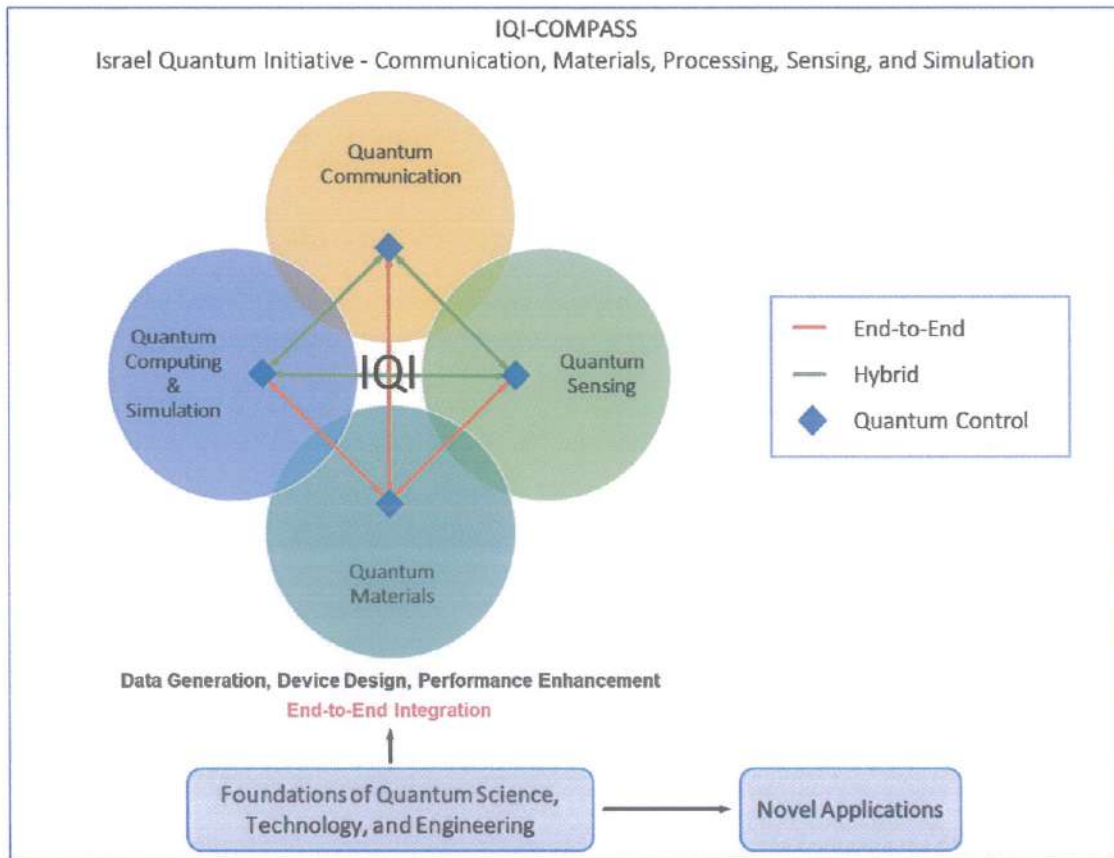 IQI-COMPASS
Israel Quantum Initiative - Communication, Materials, Processing, Sensing, and Simulation
Quantum
Communication
Quantum
Computing
&
Simulation
IQI
Quantum
Sensing
Quantum
Materials
End-to-End
Hybrid
Quantum Control
Data Generation, Device Design, Performance Enhancement
End-to-End Integration
Foundations of Quantum Science,
Technology, and Engineering
Novel Applications